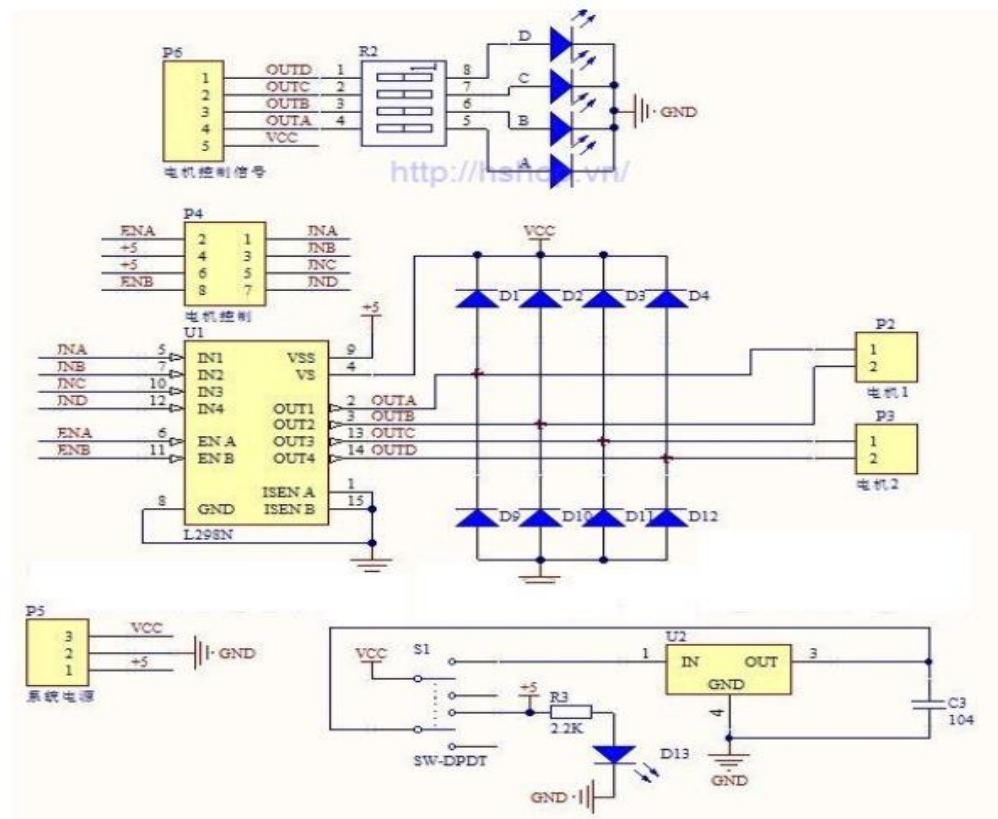 P6
1 OUTD 1
2 OUTC 2
3 OUTB 3
4 OUTA 4
5 VCC
电机控制信号
R2
8 D
7 C
6 B
5 A
GND
http://hshop.vn/
P4
ENA 2 1 JNA
+5 4 3 JNB
+5 6 5 JNC
ENB 8 7 JND
电机控制
U1
JNA 5 IN1 VSS 9 +5
JNB 7 IN2 VS 4
JNC 10 IN3
JND 12 IN4 OUT1 2 OUTA
OUT2 3 OUTB
ENA 6 EN A OUT3 13 OUTC
ENB 11 EN B OUT4 14 OUTD
ISEN A 1
8 GND ISEN B 15
L298N
VCC
D1 D2 D3 D4
D9 D10 D11 D12
P2
1
2
电机1
P3
1
2
电机2
P5
3 VCC
2 GND
1 +5
系统电源
VCC S1
+5
R3
2.2K
SW-DPDT
D13
GND
U2
1 IN OUT 3
GND
4
GND
C3
104